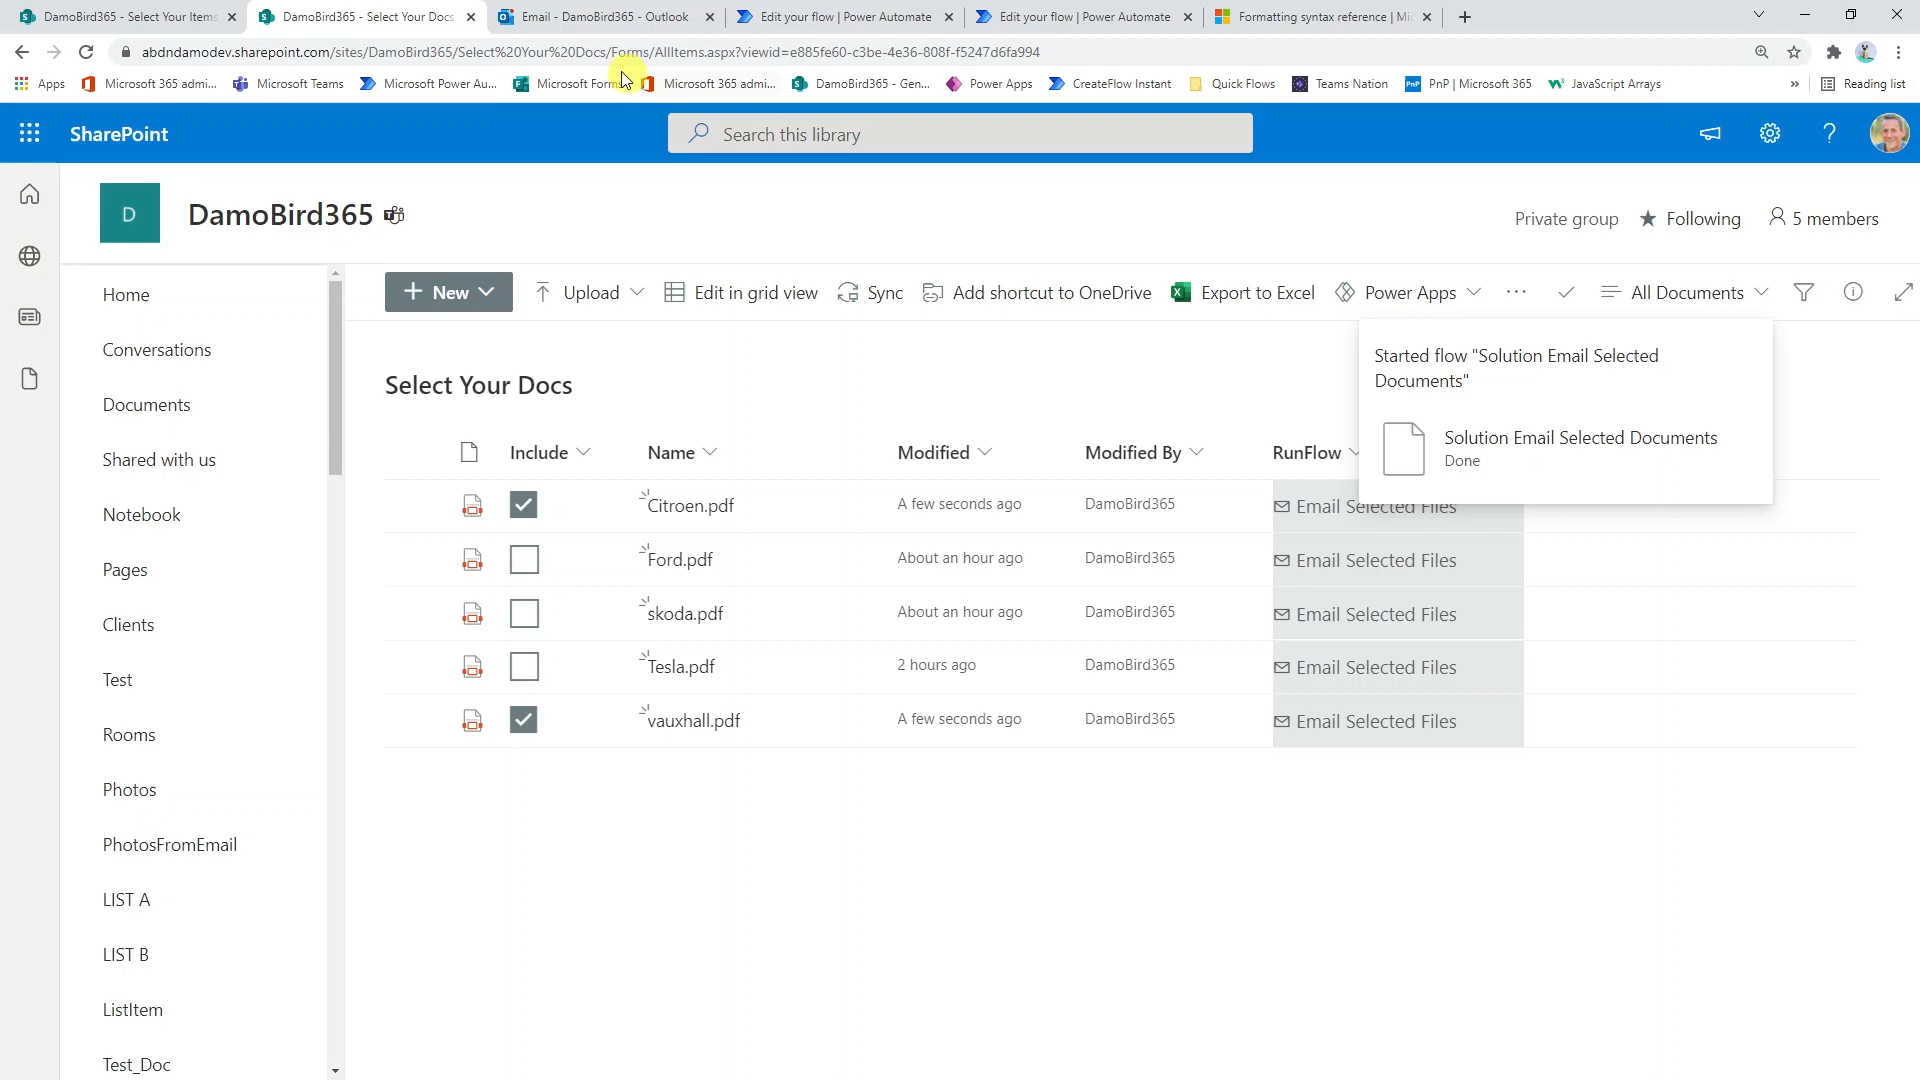 DamoBird365 - Select Your Items
DamoBird365 - Select Your Docs
Email - DamoBird365 - Outlook
Edit your flow | Power Automate
Edit your flow | Power Automate
Formatting syntax reference | Mi
abdndamodev.sharepoint.com/sites/DamoBird365/Select%20Your%20Docs/Forms/AllItems.aspx?viewid=e885fe60-c3be-4e36-808f-f5247d6fa994
Apps
Microsoft 365 admi...
Microsoft Teams
Microsoft Power Au...
Microsoft Forms
Microsoft 365 admi...
DamoBird365 - Gen...
Power Apps
CreateFlow Instant
Quick Flows
Teams Nation
PnP | Microsoft 365
JavaScript Arrays
»
Reading list
SharePoint
Search this library
?
D
DamoBird365
Private group
Following
5 members
Home
Conversations
Documents
Shared with us
Notebook
Pages
Clients
Test
Rooms
Photos
PhotosFromEmail
LIST A
LIST B
ListItem
Test_Doc
New
Upload
Edit in grid view
Sync
Add shortcut to OneDrive
Export to Excel
Power Apps
...
All Documents
Started flow "Solution Email Selected
Documents"
Solution Email Selected Documents
Done
Select Your Docs
Include
Name
Modified
Modified By
RunFlow
Citroen.pdf
A few seconds ago
DamoBird365
Email Selected Files
Ford.pdf
About an hour ago
DamoBird365
Email Selected Files
skoda.pdf
About an hour ago
DamoBird365
Email Selected Files
Tesla.pdf
2 hours ago
DamoBird365
Email Selected Files
vauxhall.pdf
A few seconds ago
DamoBird365
Email Selected Files